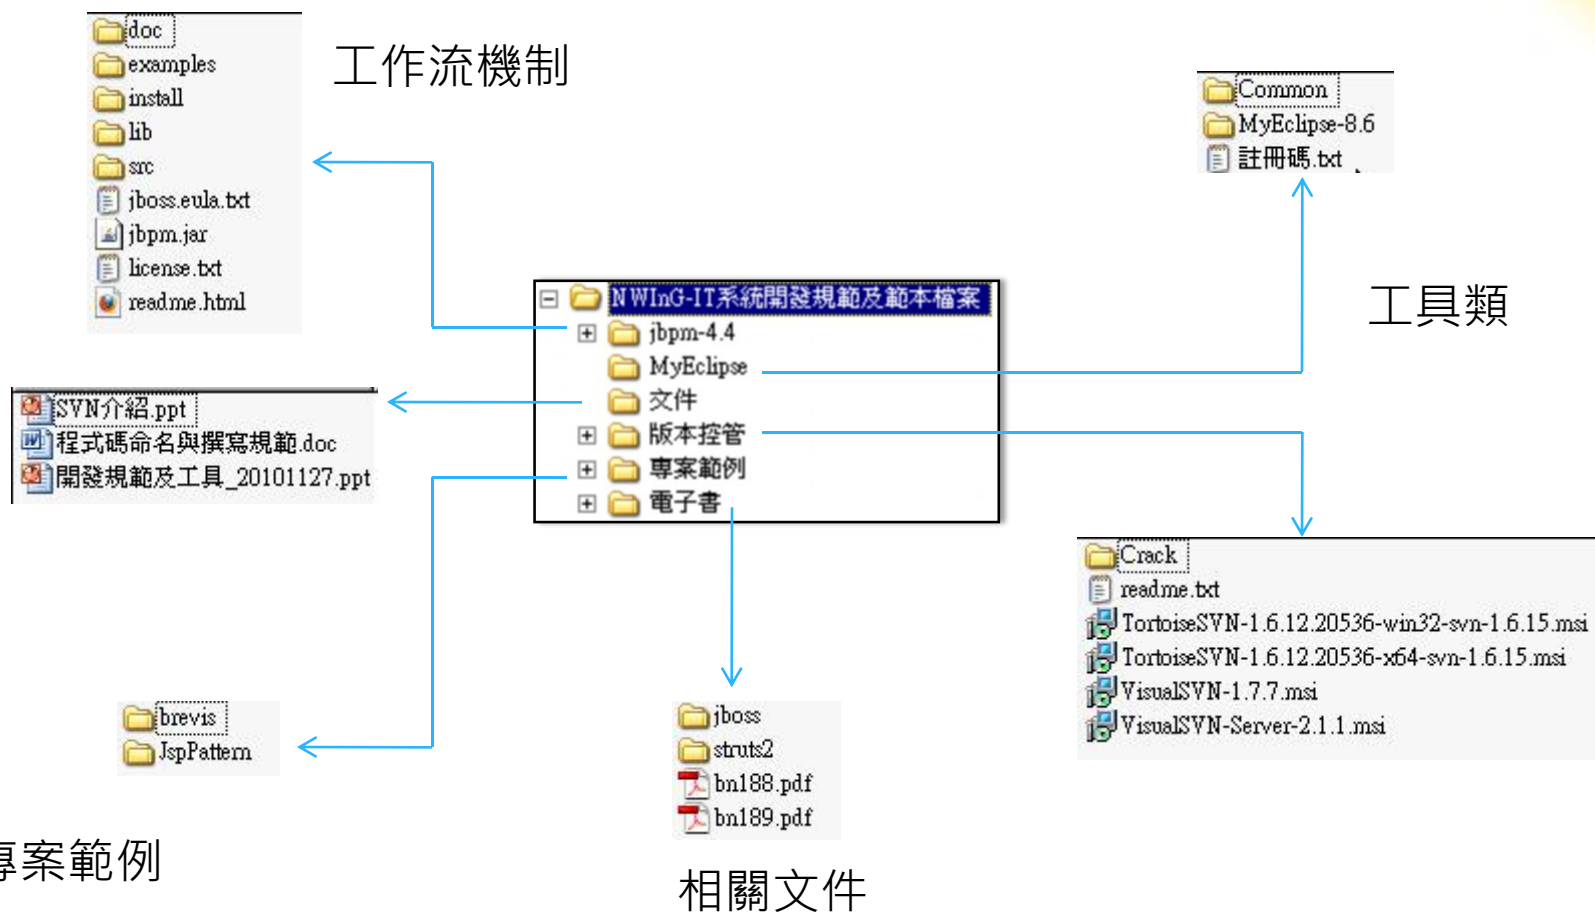 doc
examples
install
lib
src
jboss.eula.txt
jbpm.jar
license.txt
readme.html
工作流機制
Common
MyEclipse-8.6
註冊碼.txt
工具類
NWInG-IT系統開發規範及範本檔案
jbpm-4.4
MyEclipse
文件
版本控管
專案範例
電子書
SVN介紹.ppt
程式碼命名與撰寫規範.doc
開發規範及工具_20101127.ppt
Crack
readme.txt
TortoiseSVN-1.6.12.20536-win32-svn-1.6.15.msi
TortoiseSVN-1.6.12.20536-x64-svn-1.6.15.msi
VisualSVN-1.7.7.msi
VisualSVN-Server-2.1.1.msi
brevis
JspPattern
jboss
struts2
bn188.pdf
bn189.pdf
專案範例
相關文件